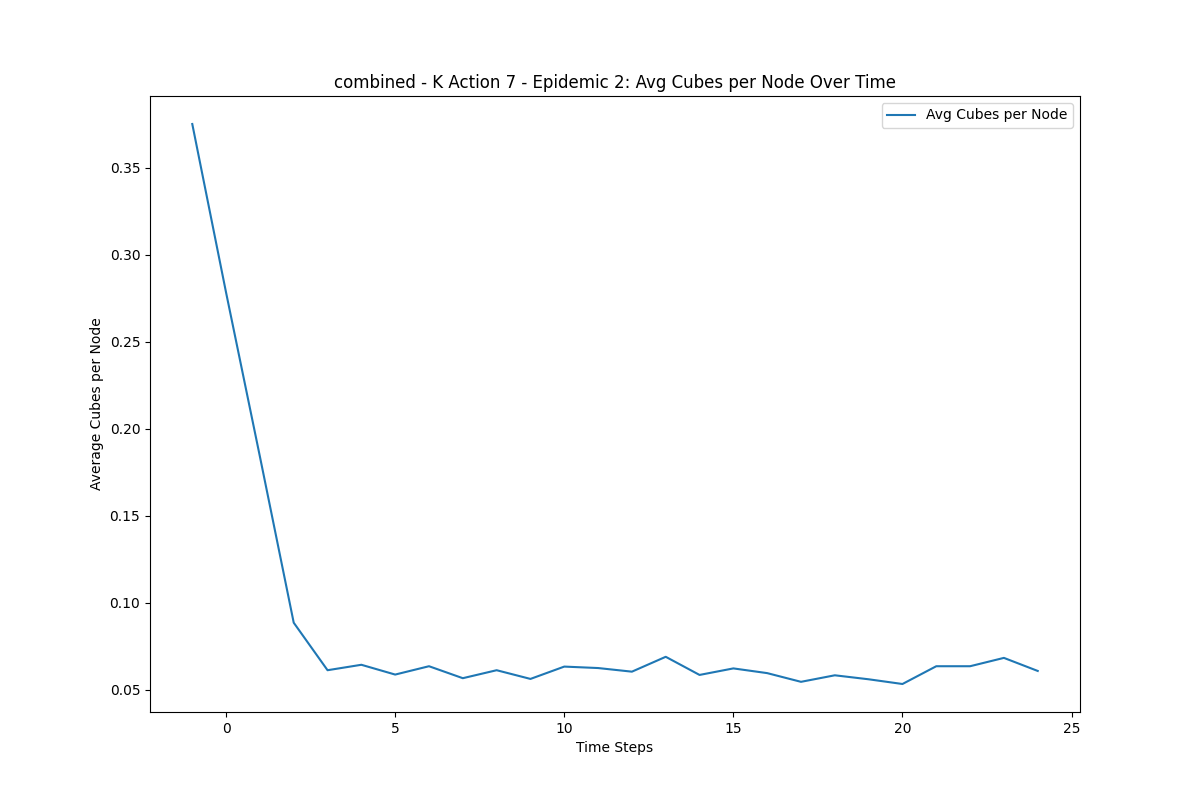 combined - K Action 7 - Epidemic 2: Avg Cubes per Node Over Time
Avg Cubes per Node
Average Cubes per Node
0.35
0.30
0.25
0.20
0.15
0.10
0.05
0 5 10 15 20 25
Time Steps